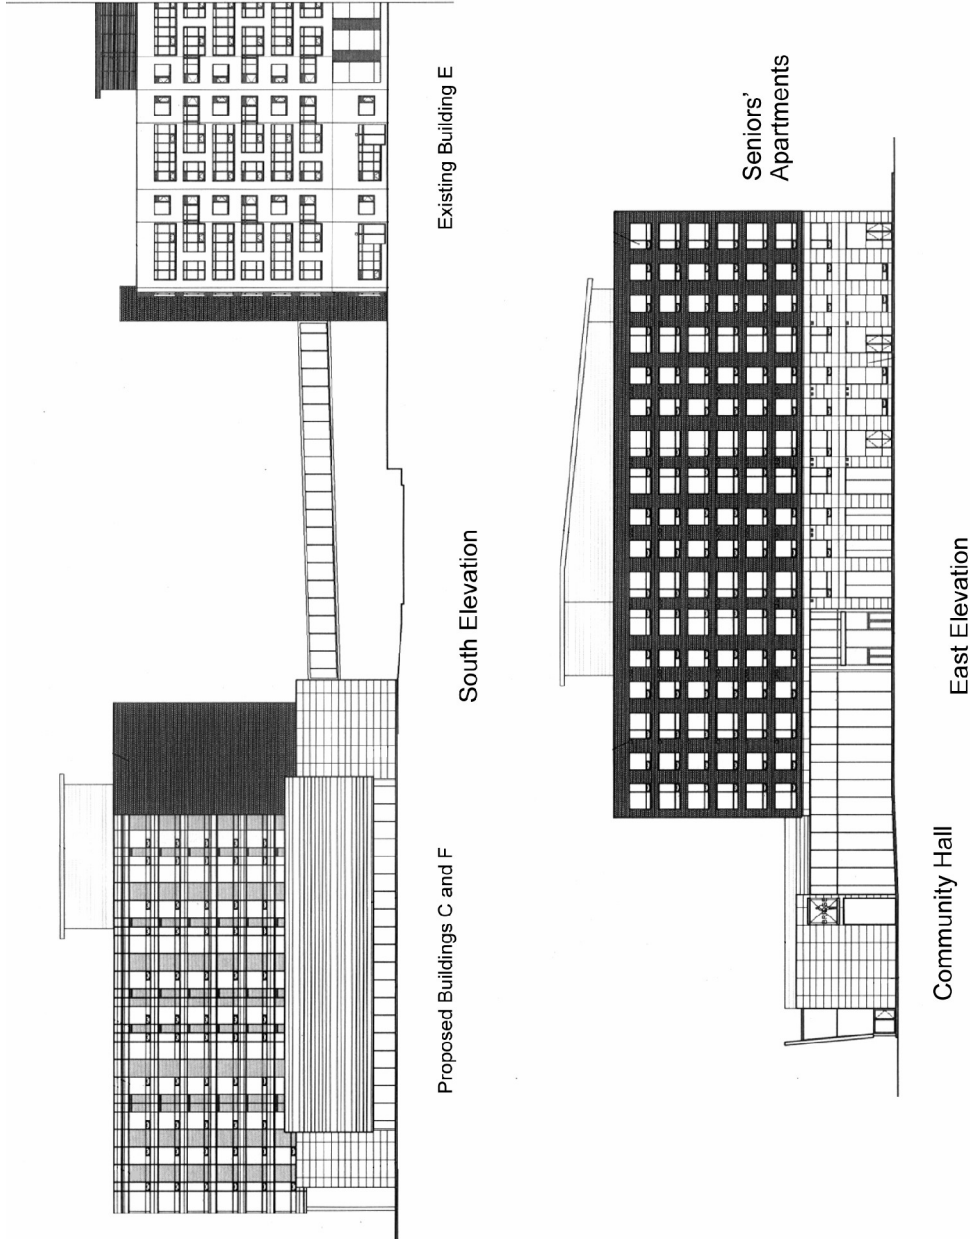 Existing Building E
Proposed Buildings C and F
South Elevation
Seniors'
Apartments
Community Hall
East Elevation